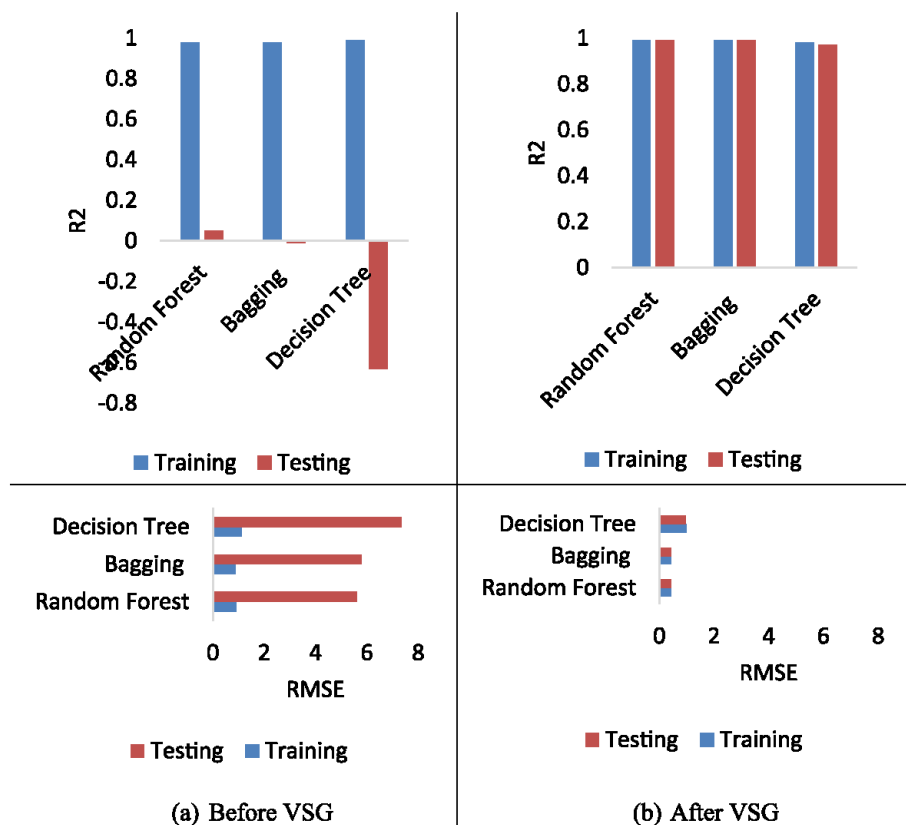 1
0.8
0.6
0.4
0.2
0
-0.2
-0.4
-0.6
-0.8
R2
Random Forest
Bagging
Decision Tree
Training Testing
1
0.8
0.6
0.4
0.2
0
R2
Random Forest
Bagging
Decision Tree
Training Testing
Decision Tree
Bagging
Random Forest
0 2 4 6 8
RMSE
Testing Training
(a) Before VSG
Decision Tree
Bagging
Random Forest
0 2 4 6 8
RMSE
Testing Training
(b) After VSG